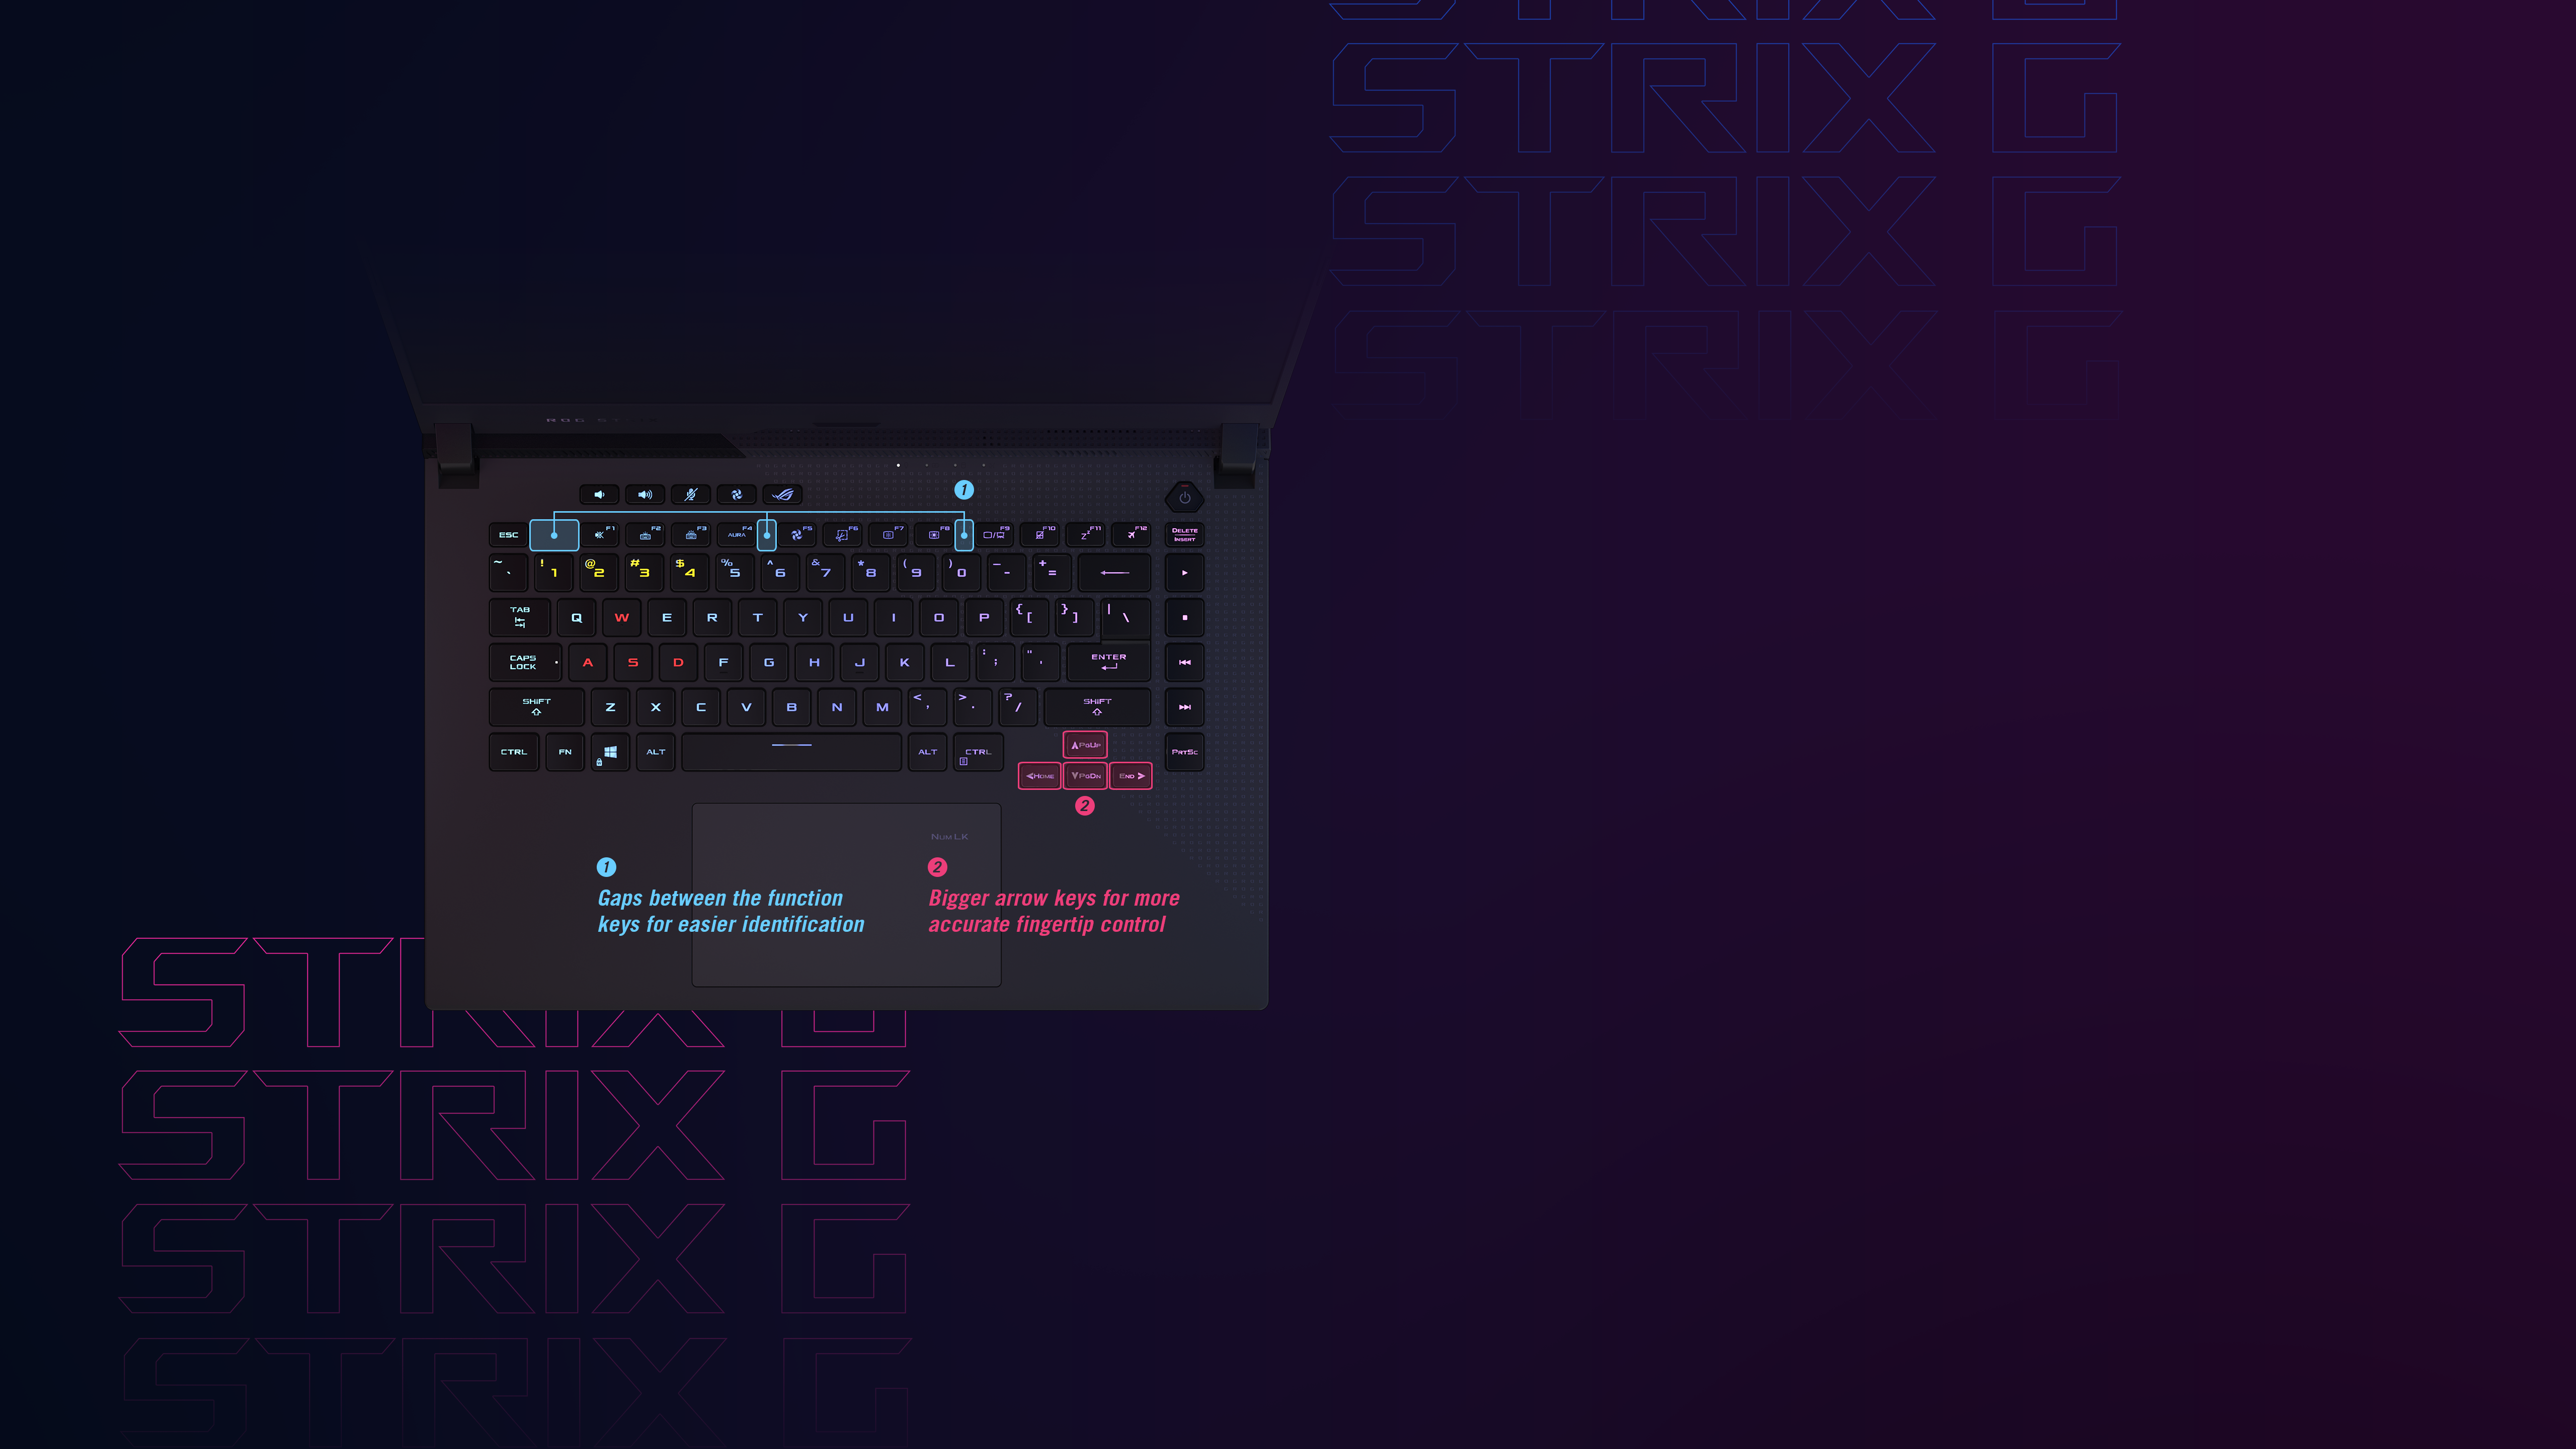 STRIX G
STRIX G
STRIX G
1
ESC F1 F2 F3 AURA F4 F5 F6 F7 F8 F9 F10 Zzz F11 F12 DELETE
INSERT
~ ` ! 1 @ 2 # 3 $ 4 % 5 ^ 6 & 7 * 8 ( 9 ) 0 _ - + =
TAB Q W E R T Y U I O P { [ } ] | \
CAPS LOCK A S D F G H J K L : ; " ' ENTER
SHIFT Z X C V B N M < , > . ? / SHIFT
CTRL FN ALT ALT CTRL PGUP PRTSC
HOME PGDN END
2
NUM LK
1
Gaps between the function
keys for easier identification
2
Bigger arrow keys for more
accurate fingertip control
STRIX G
STRIX G
STRIX G
STRIX G